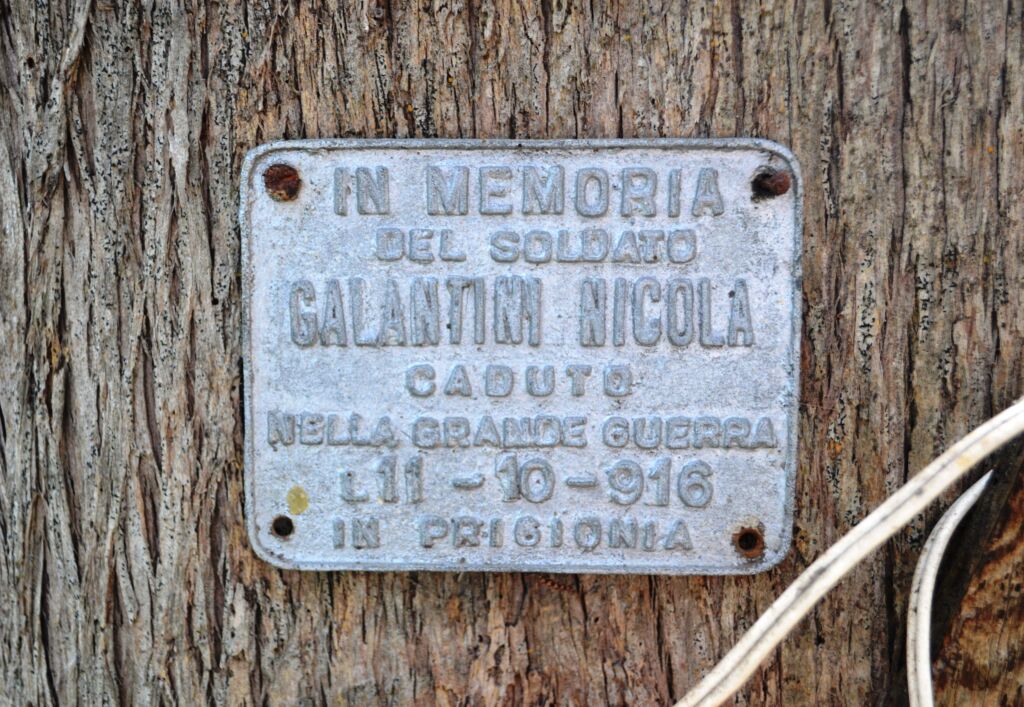 IN MEMORIA
DEL SOLDATO
GALANTINI NICOLA
CADUTO
NELLA GRANDE GUERRA
L 11-10-916
IN PRIGIONIA